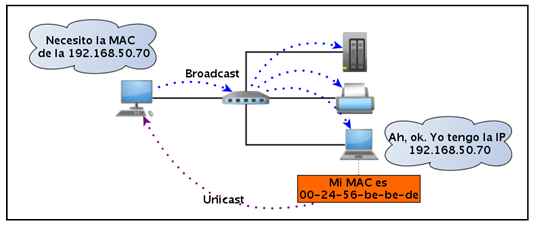 Necesito la MAC
de la 192.168.50.70
Broadcast
Ah, ok. Yo tengo la IP
192.168.50.70
Mi MAC es
00-24-56-be-be-de
Unicast